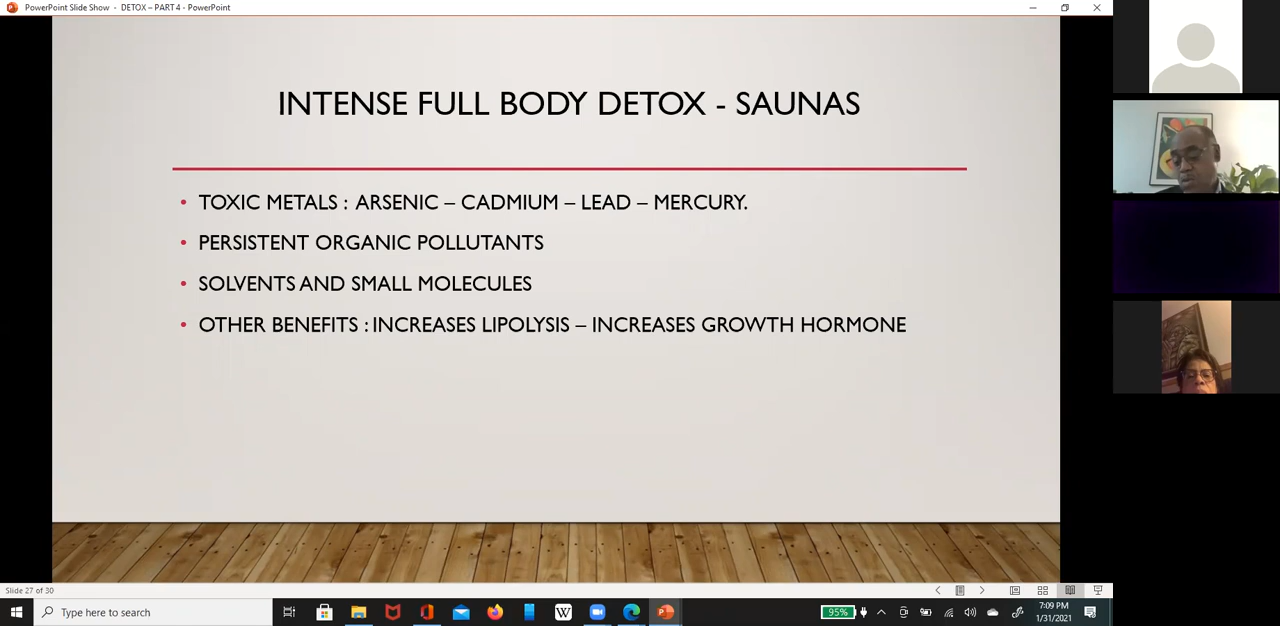 PowerPoint Slide Show - DETOX – PART 4 - PowerPoint
INTENSE FULL BODY DETOX - SAUNAS
• TOXIC METALS : ARSENIC – CADMIUM – LEAD – MERCURY.
• PERSISTENT ORGANIC POLLUTANTS
• SOLVENTS AND SMALL MOLECULES
• OTHER BENEFITS : INCREASES LIPOLYSIS – INCREASES GROWTH HORMONE
Slide 27 of 30
Type here to search
W
95%
7:09 PM
1/31/2021